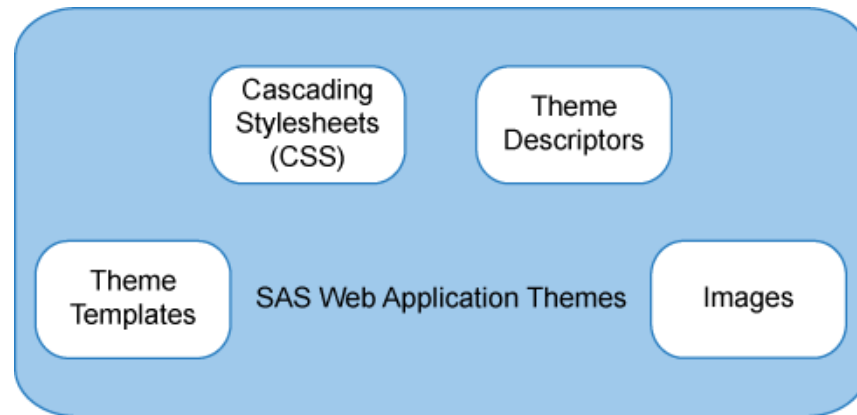 Cascading
Stylesheets
(CSS)
Theme
Descriptors
Theme
Templates
SAS Web Application Themes
Images